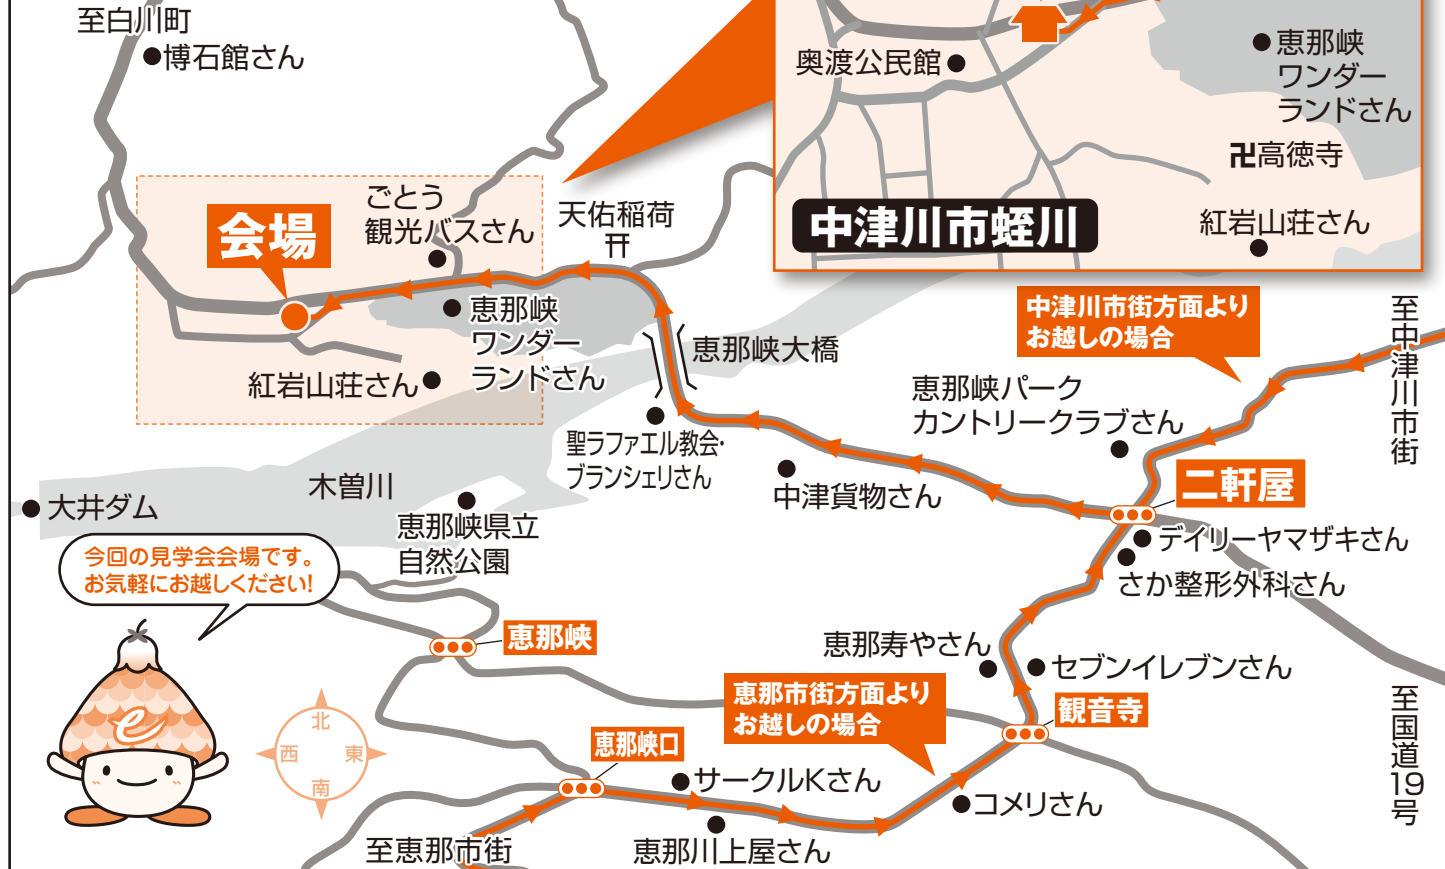 至白川町
博石館さん
奥渡公民館
恵那峡
ワンダー
ランドさん
卍高徳寺
紅岩山荘さん
中津川市蛭川
ごとう
観光バスさん
天佑稲荷
会場
恵那峡
ワンダー
ランドさん
紅岩山荘さん
恵那峡大橋
中津川市街方面より
お越しの場合
至中津川市街
恵那峡パーク
カントリークラブさん
聖ラファエル教会・
ブランシェリさん
中津貨物さん
二軒屋
木曽川
大井ダム
恵那峡県立
自然公園
デイリーヤマザキさん
さか整形外科さん
今回の見学会会場です。
お気軽にお越しください!
恵那峡
恵那寿やさん
セブンイレブンさん
恵那市街方面より
お越しの場合
観音寺
至国道19号
e
北
西
東
南
恵那峡口
サークルKさん
コメリさん
至恵那市街
恵那川上屋さん